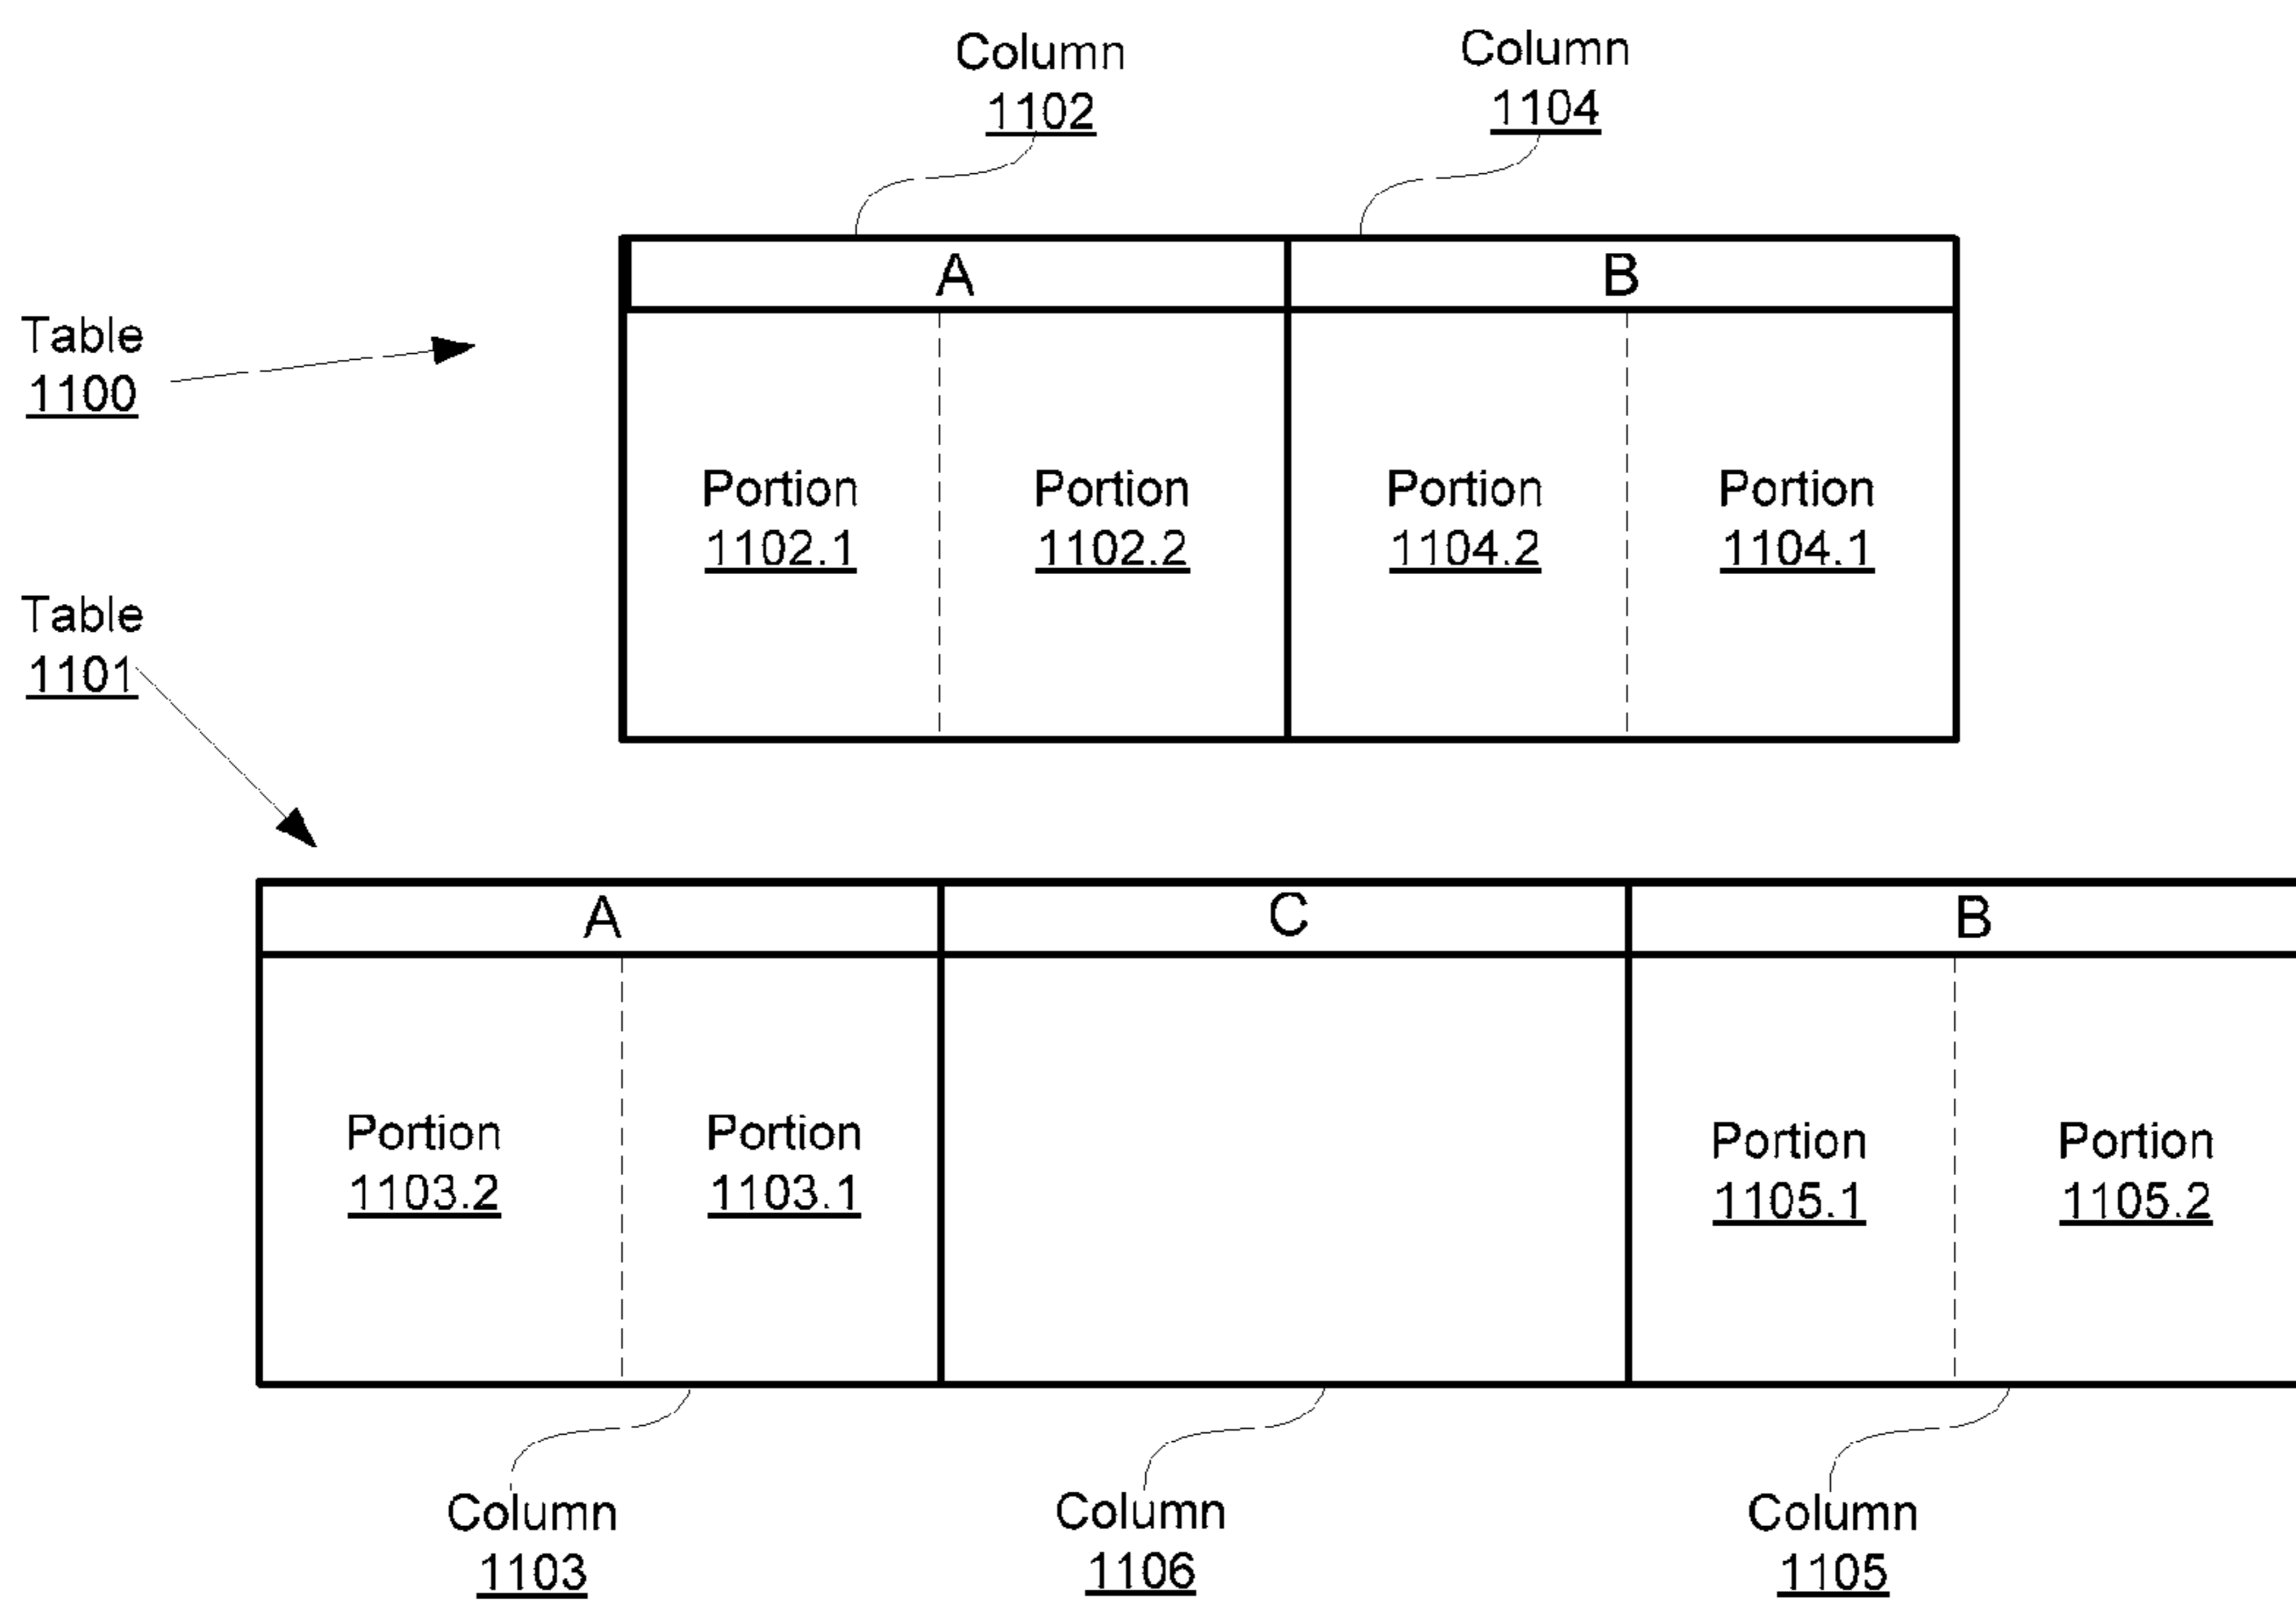 Column
1102
Column
1104
A
B
Table
1100
Portion
1102.1
Portion
1102.2
Portion
1104.2
Portion
1104.1
Table
1101
A
C
B
Portion
1103.2
Portion
1103.1
Portion
1105.1
Portion
1105.2
Column
1103
Column
1106
Column
1105